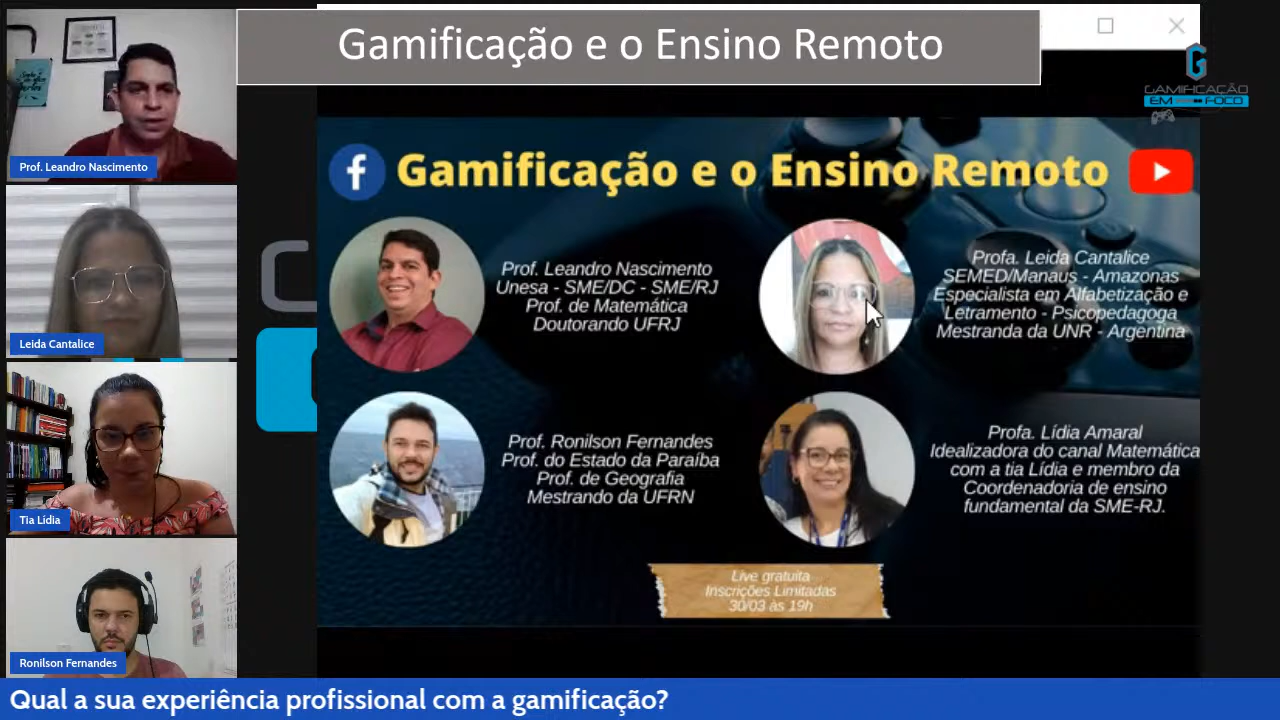 Gamificação e o Ensino Remoto
GAMIFICAÇÃO
EM FOCO
Prof. Leandro Nascimento
Leida Cantalice
Tia Lídia
Ronilson Fernandes
Gamificação e o Ensino Remoto
Prof. Leandro Nascimento
Unesa - SME/DC - SME/RJ
Prof. de Matemática
Doutorando UFRJ
Profa. Leida Cantalice
SEMED/Manaus - Amazonas
Especialista em Alfabetização e
Letramento - Psicopedagoga
Mestranda da UNR - Argentina
Prof. Ronilson Fernandes
Prof. do Estado da Paraíba
Prof. de Geografia
Mestrando da UFRN
Profa. Lídia Amaral
Idealizadora do canal Matemática
com a tia Lídia e membro da
Coordenadoria de ensino
fundamental da SME-RJ.
Live gratuita
Inscrições Limitadas
30/03 às 19h
Qual a sua experiência profissional com a gamificação?